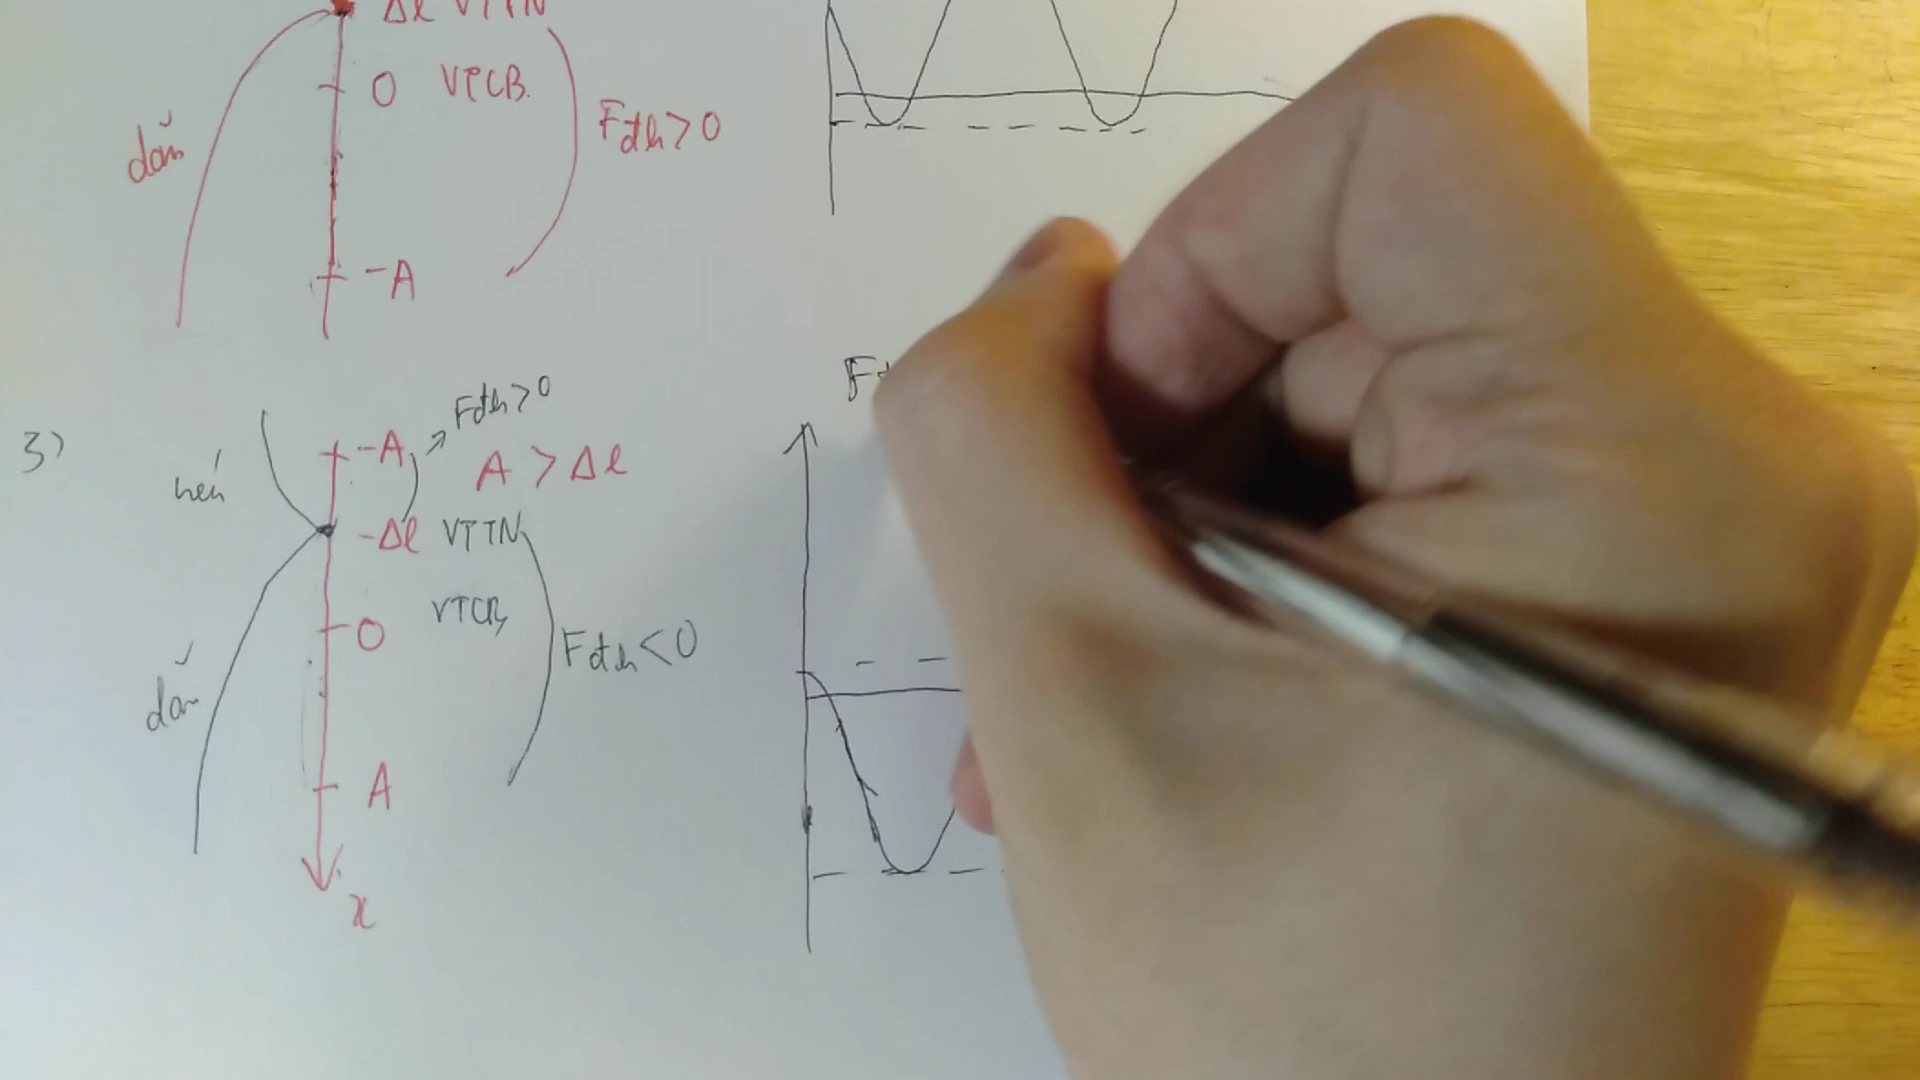 Δl VTTN
O VTCB
dãn
Fđh>0
-A
3)
Fđh>0
-A
A > Δl
nén
-Δl VTTN
VTCB
O
Fđh<0
dãn
A
x